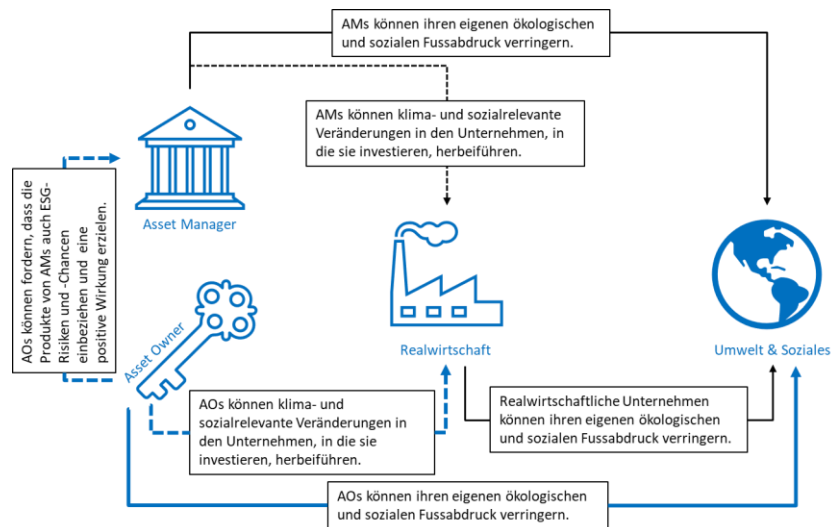 AMs können ihren eigenen ökologischen
und sozialen Fussabdruck verringern.
AMs können klima- und sozialrelevante
Veränderungen in den Unternehmen, in
die sie investieren, herbeiführen.
AOs können fordern, dass die
Produkte von AMs auch ESG-
Risiken und -Chancen
einbeziehen und eine
positive Wirkung erzielen.
Asset Manager
Asset Owner
Realwirtschaft
Umwelt & Soziales
AOs können klima- und
sozialrelevante Veränderungen in
den Unternehmen, in die sie
investieren, herbeiführen.
Realwirtschaftliche Unternehmen
können ihren eigenen ökologischen
und sozialen Fussabdruck verringern.
AOs können ihren eigenen ökologischen
und sozialen Fussabdruck verringern.